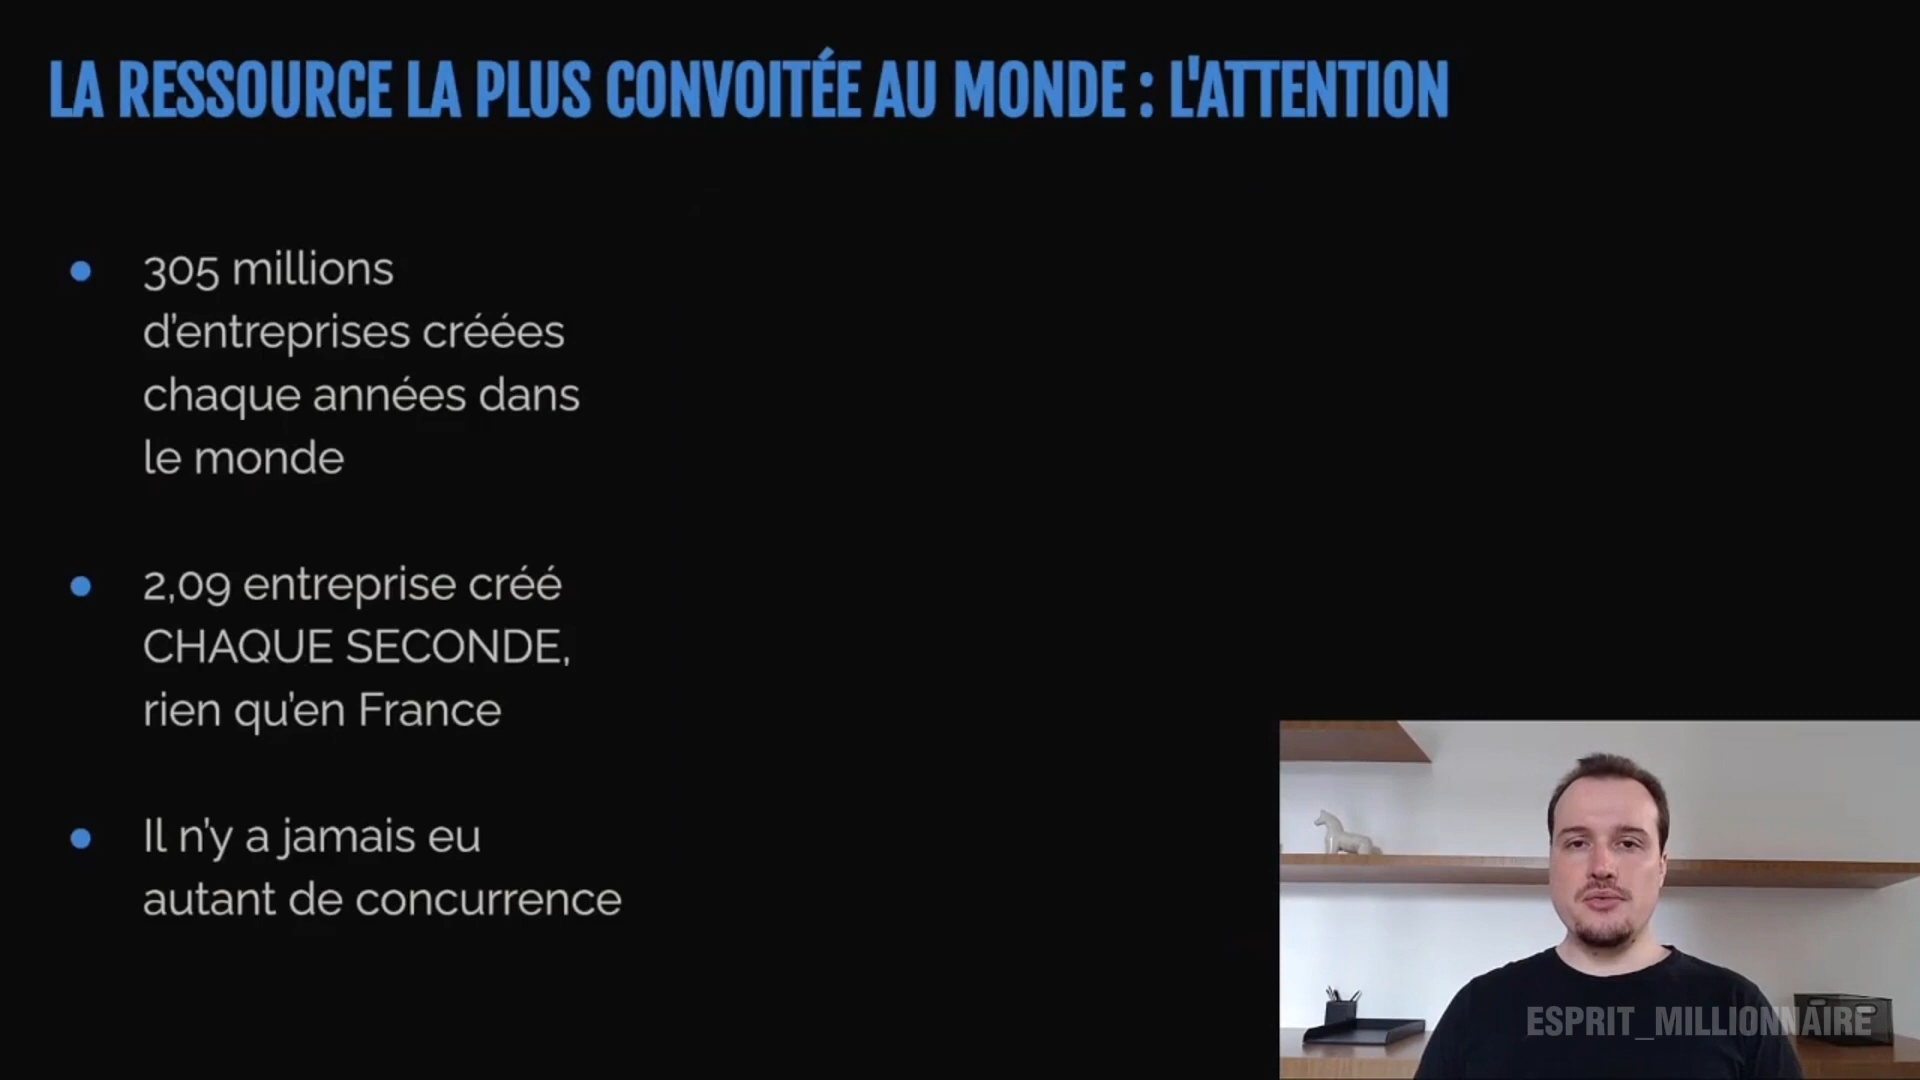 LA RESSOURCE LA PLUS CONVOITÉE AU MONDE : L'ATTENTION
305 millions
d'entreprises créées
chaque années dans
le monde
2,09 entreprise créé
CHAQUE SECONDE,
rien qu'en France
Il n'y a jamais eu
autant de concurrence
ESPRIT_MILLIONNAIRE